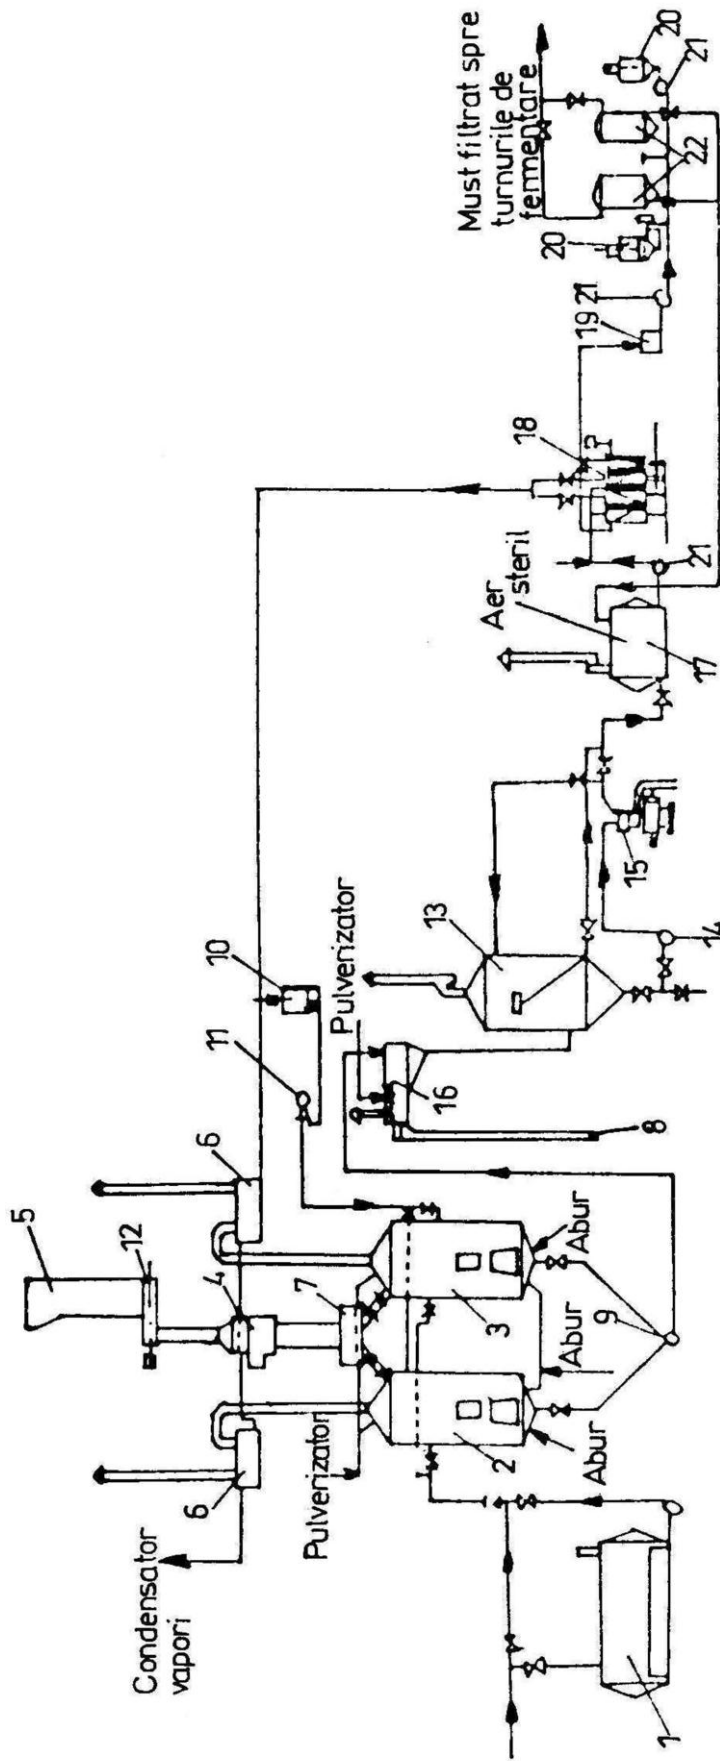 5
12
Condensator
vapori
6
4
6
11
10
Pulverizator
7
Pulverizator
13
16
8
2
3
Abur
Abur
Abur
9
1
14
15
Aer
steril
17
18
21
19
21
20
Must filtrat spre
turnurile de
fermentare
22
20
21